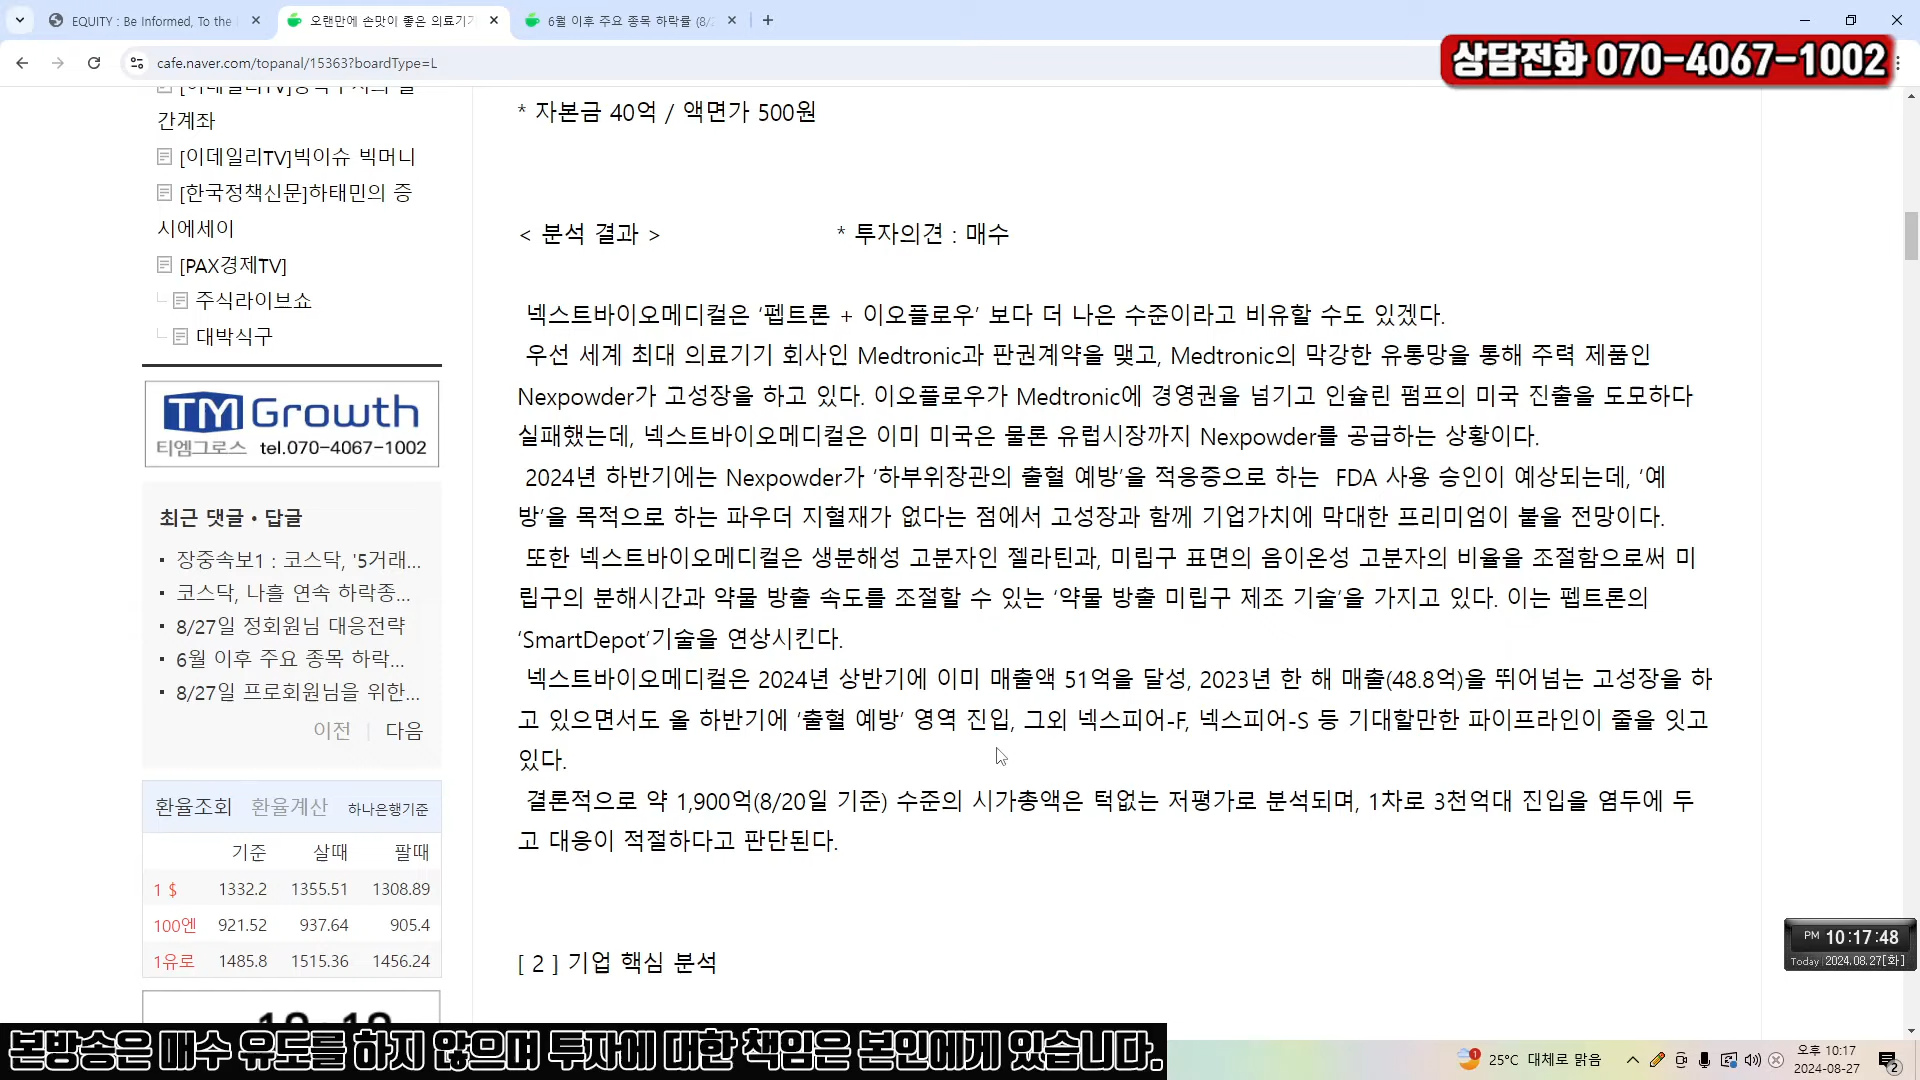 EQUITY : Be Informed, To the
오랜만에 손맛이 좋은 의료기기
6월 이후 주요 종목 하락률 (8/2
cafe.naver.com/topanal/15363?boardType=L
상담전화 070-4067-1002
간계좌
[이데일리TV]빅이슈 빅머니
[한국정책신문]하태민의 증
시에세이
[PAX경제TV]
주식라이브쇼
대박식구
TM Growth
티엠그로스 tel.070-4067-1002
최근 댓글 • 답글
장중속보1 : 코스닥, '5거래...
코스닥, 나흘 연속 하락종...
8/27일 정회원님 대응전략
6월 이후 주요 종목 하락...
8/27일 프로회원님을 위한...
이전 | 다음
환율조회 환율계산 하나은행기준
기준 살때 팔때
1 $ 1332.2 1355.51 1308.89
100엔 921.52 937.64 905.4
1유로 1485.8 1515.36 1456.24
* 자본금 40억 / 액면가 500원
< 분석 결과 > * 투자의견 : 매수
넥스트바이오메디컬은 ‘펩트론 + 이오플로우’ 보다 더 나은 수준이라고 비유할 수도 있겠다.
우선 세계 최대 의료기기 회사인 Medtronic과 판권계약을 맺고, Medtronic의 막강한 유통망을 통해 주력 제품인
Nexpowder가 고성장을 하고 있다. 이오플로우가 Medtronic에 경영권을 넘기고 인슐린 펌프의 미국 진출을 도모하다
실패했는데, 넥스트바이오메디컬은 이미 미국은 물론 유럽시장까지 Nexpowder를 공급하는 상황이다.
2024년 하반기에는 Nexpowder가 ‘하부위장관의 출혈 예방’을 적응증으로 하는 FDA 사용 승인이 예상되는데, ‘예
방’을 목적으로 하는 파우더 지혈재가 없다는 점에서 고성장과 함께 기업가치에 막대한 프리미엄이 붙을 전망이다.
또한 넥스트바이오메디컬은 생분해성 고분자인 젤라틴과, 미립구 표면의 음이온성 고분자의 비율을 조절함으로써 미
립구의 분해시간과 약물 방출 속도를 조절할 수 있는 ‘약물 방출 미립구 제조 기술’을 가지고 있다. 이는 펩트론의
‘SmartDepot’기술을 연상시킨다.
넥스트바이오메디컬은 2024년 상반기에 이미 매출액 51억을 달성, 2023년 한 해 매출(48.8억)을 뛰어넘는 고성장을 하
고 있으면서도 올 하반기에 ‘출혈 예방’ 영역 진입, 그외 넥스피어-F, 넥스피어-S 등 기대할만한 파이프라인이 줄을 잇고
있다.
결론적으로 약 1,900억(8/20일 기준) 수준의 시가총액은 턱없는 저평가로 분석되며, 1차로 3천억대 진입을 염두에 두
고 대응이 적절하다고 판단된다.
[ 2 ] 기업 핵심 분석
PM 10:17:48
Today 2024.08.27[화]
본방송은 매수 유도를 하지 않으며 투자에 대한 책임은 본인에게 있습니다.
25°C 대체로 맑음
오후 10:17
2024-08-27